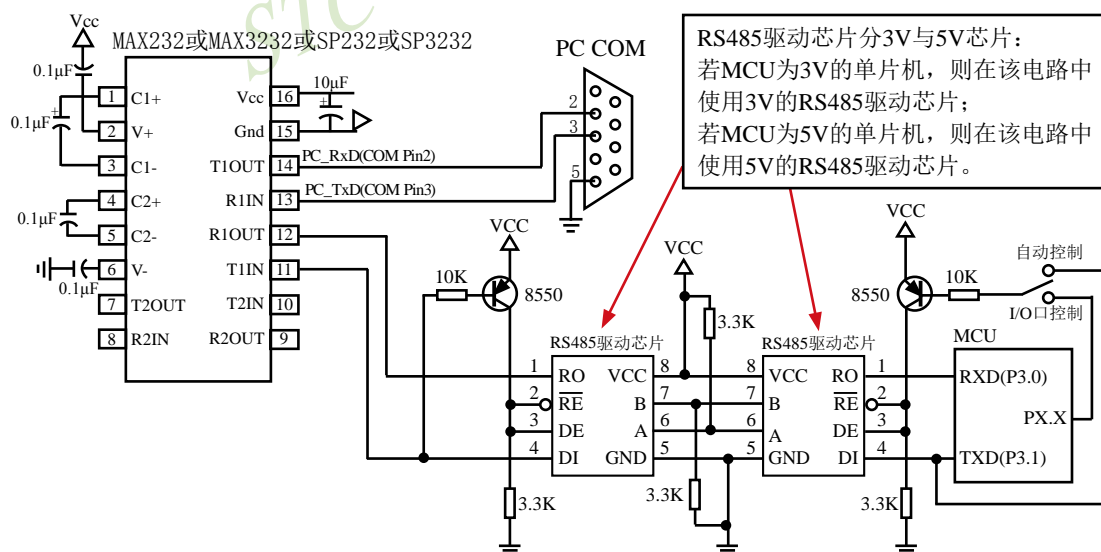 STC
Vcc
MAX232或MAX3232或SP232或SP3232
0.1μF
0.1μF
0.1μF
0.1μF
1 C1+
2 V+
3 C1-
4 C2+
5 C2-
6 V-
7 T2OUT
8 R2IN
Vcc 16
Gnd 15
T1OUT 14
R1IN 13
R1OUT 12
T1IN 11
T2IN 10
R2OUT 9
10μF
PC_RxD(COM Pin2)
PC_TxD(COM Pin3)
PC COM
2
3
5
RS485驱动芯片分3V与5V芯片：
若MCU为3V的单片机，则在该电路中
使用3V的RS485驱动芯片；
若MCU为5V的单片机，则在该电路中
使用5V的RS485驱动芯片。
VCC
10K
8550
3.3K
RS485驱动芯片
1 RO
2 RE
3 DE
4 DI
VCC 8
B 7
A 6
GND 5
VCC
3.3K
3.3K
RS485驱动芯片
8 VCC
7 B
6 A
5 GND
RO 1
RE 2
DE 3
DI 4
VCC
8550
10K
3.3K
自动控制
I/O口控制
MCU
RXD(P3.0)
PX.X
TXD(P3.1)